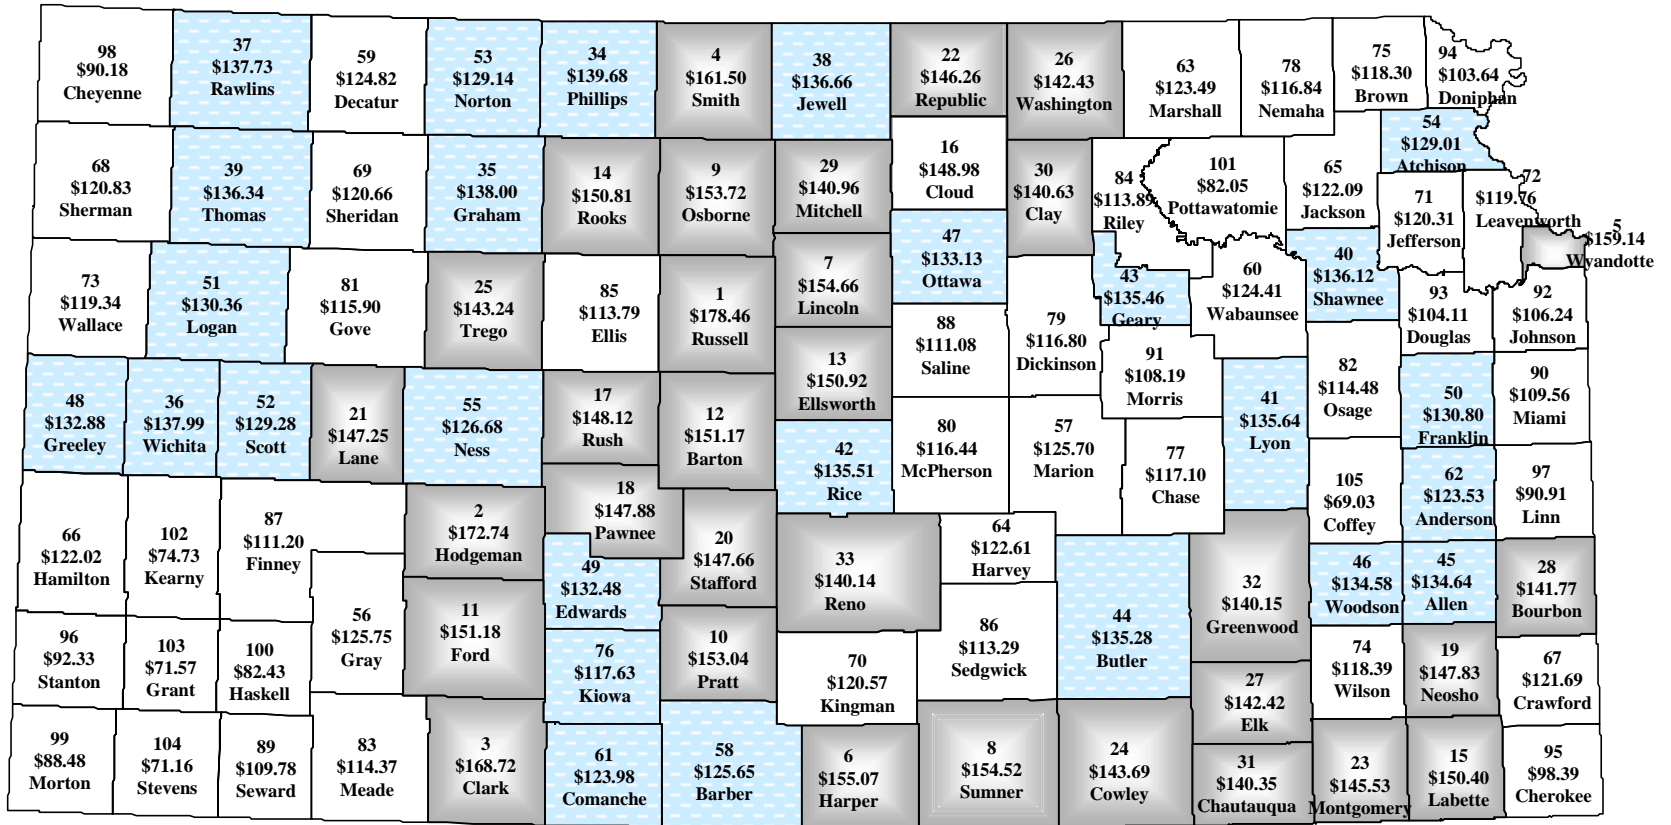 98
$90.18
Cheyenne
37
$137.73
Rawlins
59
$124.82
Decatur
53
$129.14
Norton
34
$139.68
Phillips
4
$161.50
Smith
38
$136.66
Jewell
22
$146.26
Republic
26
$142.43
Washington
63
$123.49
Marshall
78
$116.84
Nemaha
75
$118.30
Brown
94
$103.64
Doniphan
54
$129.01
Atchison
68
$120.83
Sherman
39
$136.34
Thomas
69
$120.66
Sheridan
35
$138.00
Graham
14
$150.81
Rooks
9
$153.72
Osborne
29
$140.96
Mitchell
16
$148.98
Cloud
30
$140.63
Clay
84
$113.89
Riley
101
$82.05
Pottawatomie
65
$122.09
Jackson
71
$120.31
Jefferson
72
$119.76
Leavenworth
5
$159.14
Wyandotte
73
$119.34
Wallace
51
$130.36
Logan
81
$115.90
Gove
25
$143.24
Trego
85
$113.79
Ellis
1
$178.46
Russell
7
$154.66
Lincoln
47
$133.13
Ottawa
43
$135.46
Geary
60
$124.41
Wabaunsee
40
$136.12
Shawnee
93
$104.11
Douglas
92
$106.24
Johnson
13
$150.92
Ellsworth
88
$111.08
Saline
79
$116.80
Dickinson
91
$108.19
Morris
48
$132.88
Greeley
36
$137.99
Wichita
52
$129.28
Scott
21
$147.25
Lane
55
$126.68
Ness
17
$148.12
Rush
12
$151.17
Barton
42
$135.51
Rice
80
$116.44
McPherson
57
$125.70
Marion
77
$117.10
Chase
41
$135.64
Lyon
82
$114.48
Osage
50
$130.80
Franklin
90
$109.56
Miami
66
$122.02
Hamilton
102
$74.73
Kearny
87
$111.20
Finney
2
$172.74
Hodgeman
18
$147.88
Pawnee
20
$147.66
Stafford
33
$140.14
Reno
64
$122.61
Harvey
105
$69.03
Coffey
62
$123.53
Anderson
97
$90.91
Linn
56
$125.75
Gray
11
$151.18
Ford
49
$132.48
Edwards
10
$153.04
Pratt
86
$113.29
Sedgwick
44
$135.28
Butler
32
$140.15
Greenwood
46
$134.58
Woodson
45
$134.64
Allen
28
$141.77
Bourbon
96
$92.33
Stanton
103
$71.57
Grant
100
$82.43
Haskell
76
$117.63
Kiowa
70
$120.57
Kingman
27
$142.42
Elk
74
$118.39
Wilson
19
$147.83
Neosho
67
$121.69
Crawford
99
$88.48
Morton
104
$71.16
Stevens
89
$109.78
Seward
83
$114.37
Meade
3
$168.72
Clark
61
$123.98
Comanche
58
$125.65
Barber
6
$155.07
Harper
8
$154.52
Sumner
24
$143.69
Cowley
31
$140.35
Chautauqua
23
$145.53
Montgomery
15
$150.40
Labette
95
$98.39
Cherokee